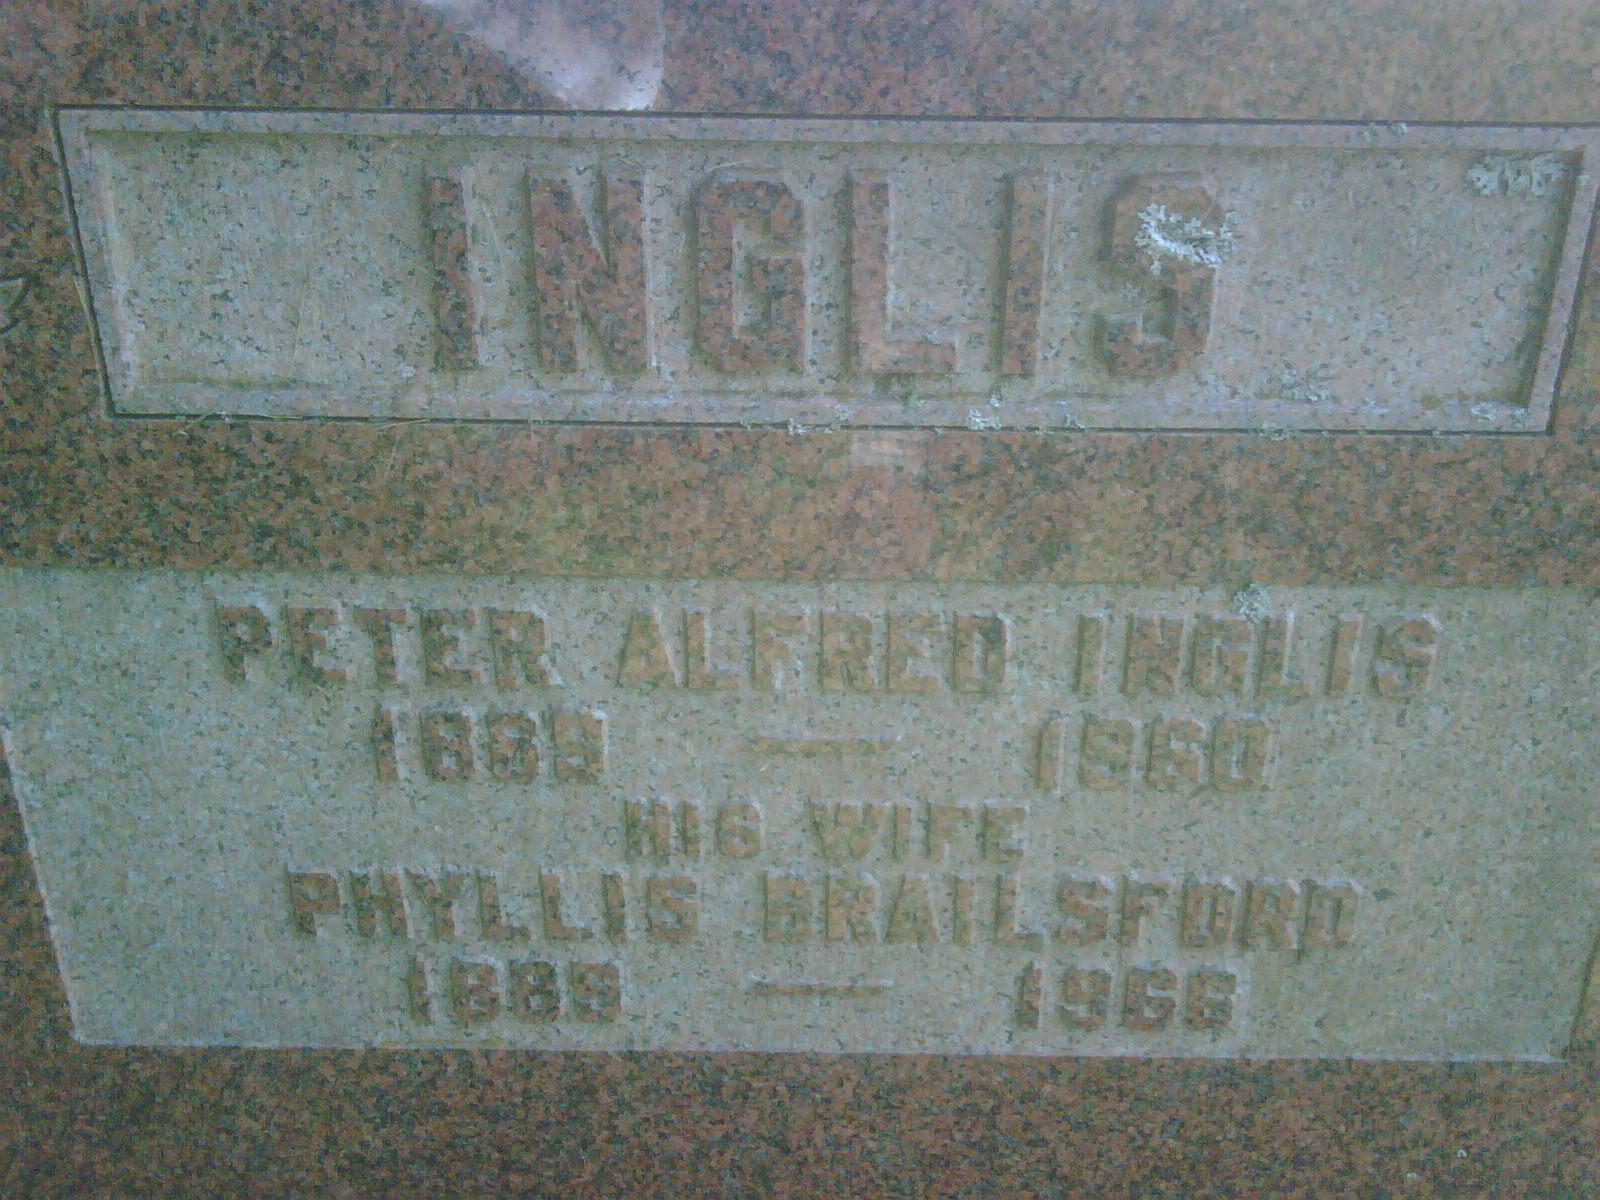 INGLIS
PETER ALFRED INGLIS
1889 — 1960
HIS WIFE
PHYLLIS BRAILSFORD
1889 — 1966